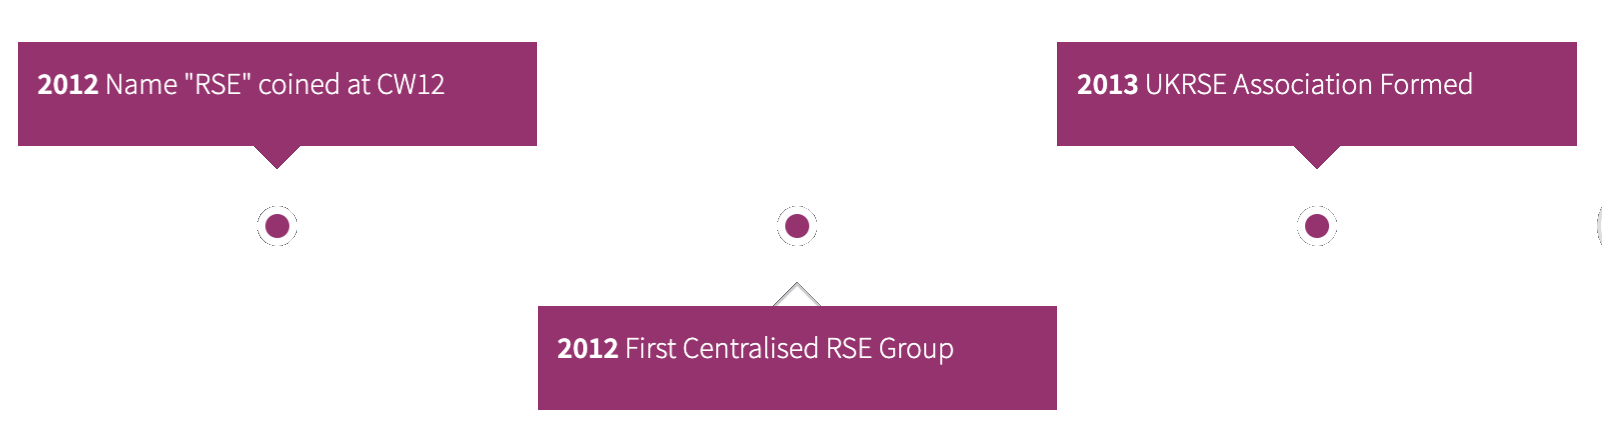 2012 Name "RSE" coined at CW12
2012 First Centralised RSE Group
2013 UKRSE Association Formed